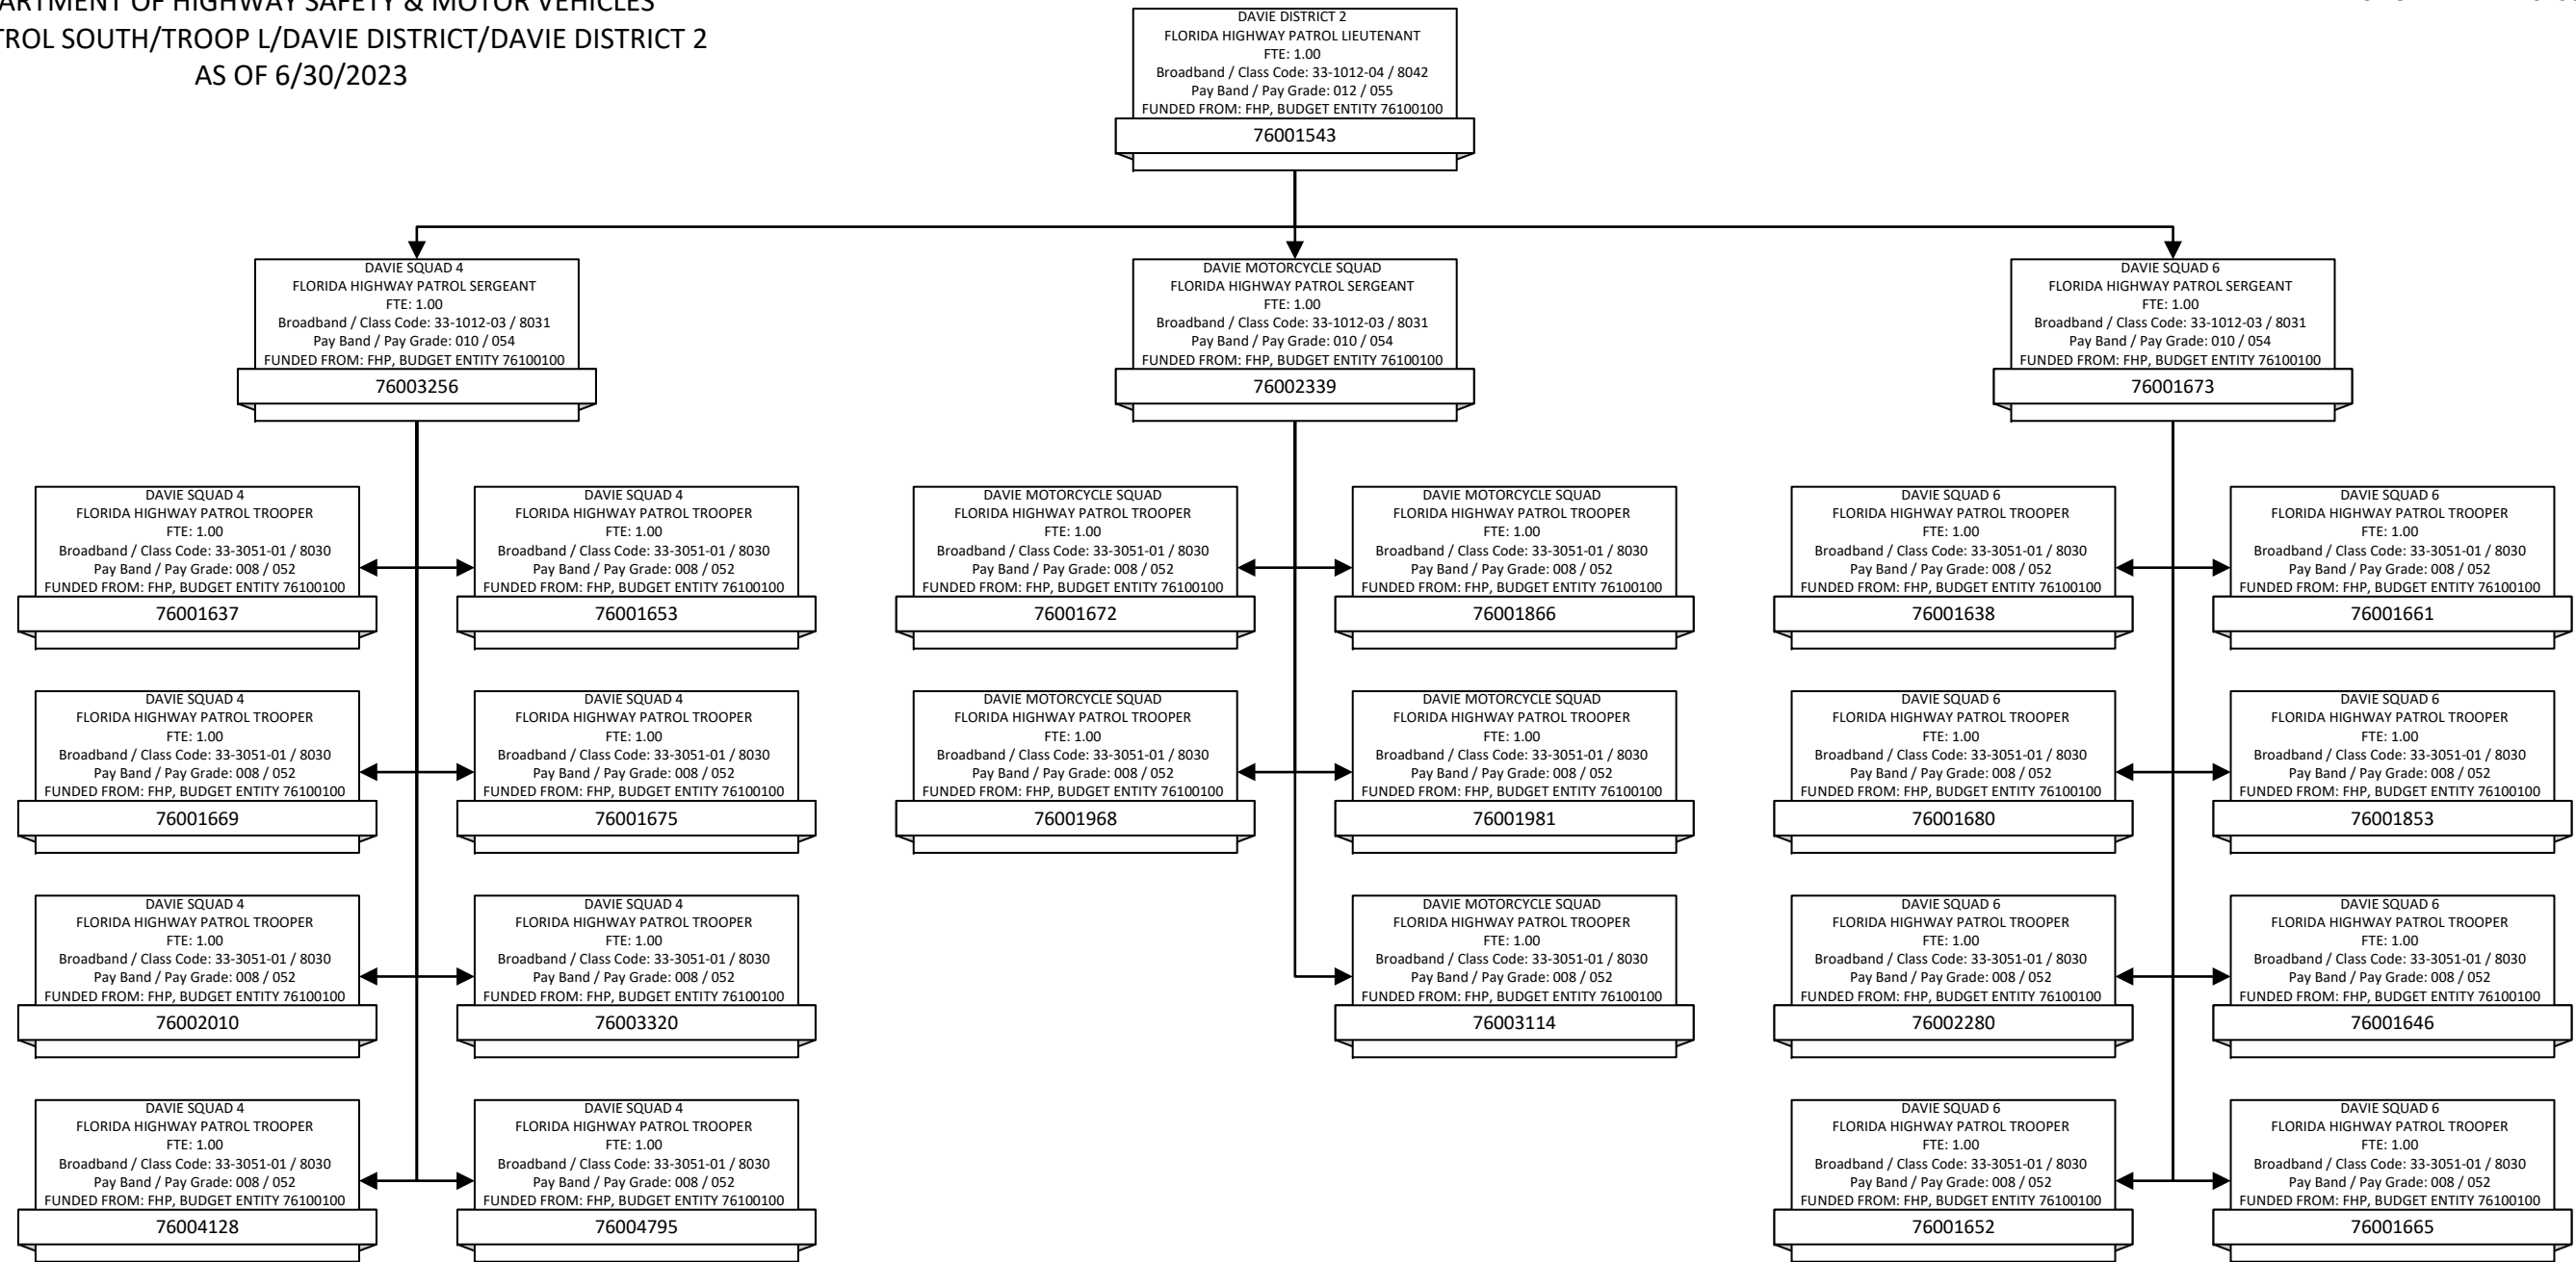 DEPARTMENT OF HIGHWAY SAFETY & MOTOR VEHICLES
PATROL SOUTH/TROOP L/DAVIE DISTRICT/DAVIE DISTRICT 2
AS OF 6/30/2023
DAVIE DISTRICT 2
FLORIDA HIGHWAY PATROL LIEUTENANT
FTE: 1.00
Broadband / Class Code: 33-1012-04 / 8042
Pay Band / Pay Grade: 012 / 055
FUNDED FROM: FHP, BUDGET ENTITY 76100100
76001543
DAVIE SQUAD 4
FLORIDA HIGHWAY PATROL SERGEANT
FTE: 1.00
Broadband / Class Code: 33-1012-03 / 8031
Pay Band / Pay Grade: 010 / 054
FUNDED FROM: FHP, BUDGET ENTITY 76100100
76003256
DAVIE MOTORCYCLE SQUAD
FLORIDA HIGHWAY PATROL SERGEANT
FTE: 1.00
Broadband / Class Code: 33-1012-03 / 8031
Pay Band / Pay Grade: 010 / 054
FUNDED FROM: FHP, BUDGET ENTITY 76100100
76002339
DAVIE SQUAD 6
FLORIDA HIGHWAY PATROL SERGEANT
FTE: 1.00
Broadband / Class Code: 33-1012-03 / 8031
Pay Band / Pay Grade: 010 / 054
FUNDED FROM: FHP, BUDGET ENTITY 76100100
76001673
DAVIE SQUAD 4
FLORIDA HIGHWAY PATROL TROOPER
FTE: 1.00
Broadband / Class Code: 33-3051-01 / 8030
Pay Band / Pay Grade: 008 / 052
FUNDED FROM: FHP, BUDGET ENTITY 76100100
76001637
DAVIE SQUAD 4
FLORIDA HIGHWAY PATROL TROOPER
FTE: 1.00
Broadband / Class Code: 33-3051-01 / 8030
Pay Band / Pay Grade: 008 / 052
FUNDED FROM: FHP, BUDGET ENTITY 76100100
76001653
DAVIE MOTORCYCLE SQUAD
FLORIDA HIGHWAY PATROL TROOPER
FTE: 1.00
Broadband / Class Code: 33-3051-01 / 8030
Pay Band / Pay Grade: 008 / 052
FUNDED FROM: FHP, BUDGET ENTITY 76100100
76001672
DAVIE MOTORCYCLE SQUAD
FLORIDA HIGHWAY PATROL TROOPER
FTE: 1.00
Broadband / Class Code: 33-3051-01 / 8030
Pay Band / Pay Grade: 008 / 052
FUNDED FROM: FHP, BUDGET ENTITY 76100100
76001866
DAVIE SQUAD 6
FLORIDA HIGHWAY PATROL TROOPER
FTE: 1.00
Broadband / Class Code: 33-3051-01 / 8030
Pay Band / Pay Grade: 008 / 052
FUNDED FROM: FHP, BUDGET ENTITY 76100100
76001638
DAVIE SQUAD 6
FLORIDA HIGHWAY PATROL TROOPER
FTE: 1.00
Broadband / Class Code: 33-3051-01 / 8030
Pay Band / Pay Grade: 008 / 052
FUNDED FROM: FHP, BUDGET ENTITY 76100100
76001661
DAVIE SQUAD 4
FLORIDA HIGHWAY PATROL TROOPER
FTE: 1.00
Broadband / Class Code: 33-3051-01 / 8030
Pay Band / Pay Grade: 008 / 052
FUNDED FROM: FHP, BUDGET ENTITY 76100100
76001669
DAVIE SQUAD 4
FLORIDA HIGHWAY PATROL TROOPER
FTE: 1.00
Broadband / Class Code: 33-3051-01 / 8030
Pay Band / Pay Grade: 008 / 052
FUNDED FROM: FHP, BUDGET ENTITY 76100100
76001675
DAVIE MOTORCYCLE SQUAD
FLORIDA HIGHWAY PATROL TROOPER
FTE: 1.00
Broadband / Class Code: 33-3051-01 / 8030
Pay Band / Pay Grade: 008 / 052
FUNDED FROM: FHP, BUDGET ENTITY 76100100
76001968
DAVIE MOTORCYCLE SQUAD
FLORIDA HIGHWAY PATROL TROOPER
FTE: 1.00
Broadband / Class Code: 33-3051-01 / 8030
Pay Band / Pay Grade: 008 / 052
FUNDED FROM: FHP, BUDGET ENTITY 76100100
76001981
DAVIE SQUAD 6
FLORIDA HIGHWAY PATROL TROOPER
FTE: 1.00
Broadband / Class Code: 33-3051-01 / 8030
Pay Band / Pay Grade: 008 / 052
FUNDED FROM: FHP, BUDGET ENTITY 76100100
76001680
DAVIE SQUAD 6
FLORIDA HIGHWAY PATROL TROOPER
FTE: 1.00
Broadband / Class Code: 33-3051-01 / 8030
Pay Band / Pay Grade: 008 / 052
FUNDED FROM: FHP, BUDGET ENTITY 76100100
76001853
DAVIE SQUAD 4
FLORIDA HIGHWAY PATROL TROOPER
FTE: 1.00
Broadband / Class Code: 33-3051-01 / 8030
Pay Band / Pay Grade: 008 / 052
FUNDED FROM: FHP, BUDGET ENTITY 76100100
76002010
DAVIE SQUAD 4
FLORIDA HIGHWAY PATROL TROOPER
FTE: 1.00
Broadband / Class Code: 33-3051-01 / 8030
Pay Band / Pay Grade: 008 / 052
FUNDED FROM: FHP, BUDGET ENTITY 76100100
76003320
DAVIE MOTORCYCLE SQUAD
FLORIDA HIGHWAY PATROL TROOPER
FTE: 1.00
Broadband / Class Code: 33-3051-01 / 8030
Pay Band / Pay Grade: 008 / 052
FUNDED FROM: FHP, BUDGET ENTITY 76100100
76003114
DAVIE SQUAD 6
FLORIDA HIGHWAY PATROL TROOPER
FTE: 1.00
Broadband / Class Code: 33-3051-01 / 8030
Pay Band / Pay Grade: 008 / 052
FUNDED FROM: FHP, BUDGET ENTITY 76100100
76002280
DAVIE SQUAD 6
FLORIDA HIGHWAY PATROL TROOPER
FTE: 1.00
Broadband / Class Code: 33-3051-01 / 8030
Pay Band / Pay Grade: 008 / 052
FUNDED FROM: FHP, BUDGET ENTITY 76100100
76001646
DAVIE SQUAD 4
FLORIDA HIGHWAY PATROL TROOPER
FTE: 1.00
Broadband / Class Code: 33-3051-01 / 8030
Pay Band / Pay Grade: 008 / 052
FUNDED FROM: FHP, BUDGET ENTITY 76100100
76004128
DAVIE SQUAD 4
FLORIDA HIGHWAY PATROL TROOPER
FTE: 1.00
Broadband / Class Code: 33-3051-01 / 8030
Pay Band / Pay Grade: 008 / 052
FUNDED FROM: FHP, BUDGET ENTITY 76100100
76004795
DAVIE SQUAD 6
FLORIDA HIGHWAY PATROL TROOPER
FTE: 1.00
Broadband / Class Code: 33-3051-01 / 8030
Pay Band / Pay Grade: 008 / 052
FUNDED FROM: FHP, BUDGET ENTITY 76100100
76001652
DAVIE SQUAD 6
FLORIDA HIGHWAY PATROL TROOPER
FTE: 1.00
Broadband / Class Code: 33-3051-01 / 8030
Pay Band / Pay Grade: 008 / 052
FUNDED FROM: FHP, BUDGET ENTITY 76100100
76001665